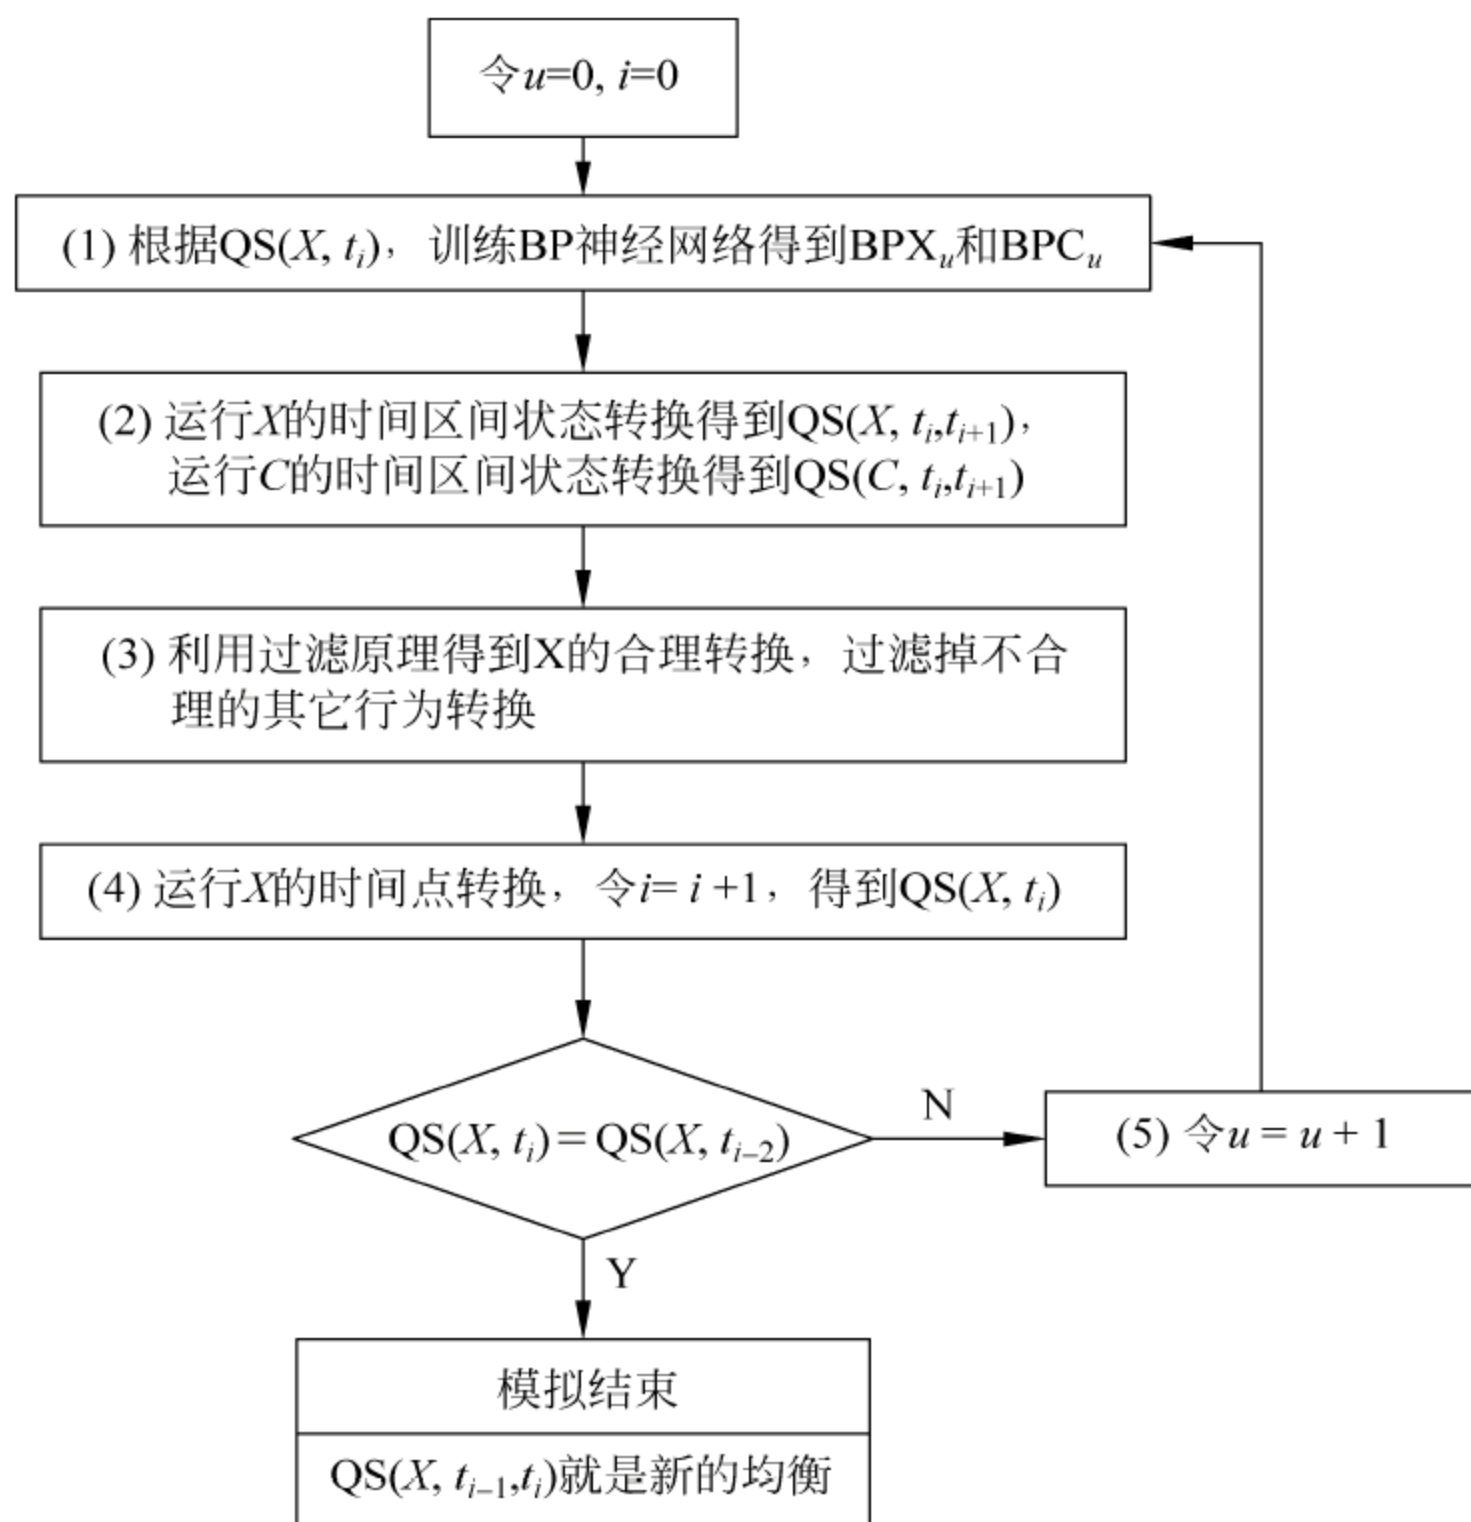 令u=0, i=0
(1) 根据QS(X, tᵢ)，训练BP神经网络得到BPXᵤ和BPCᵤ
(2) 运行X的时间区间状态转换得到QS(X, tᵢ,tᵢ₊₁)，
运行C的时间区间状态转换得到QS(C, tᵢ,tᵢ₊₁)
(3) 利用过滤原理得到X的合理转换，过滤掉不合
理的其它行为转换
(4) 运行X的时间点转换，令i= i +1，得到QS(X, tᵢ)
QS(X, tᵢ)=QS(X, tᵢ₋₂)
N
(5) 令u = u + 1
Y
模拟结束
QS(X, tᵢ₋₁,tᵢ)就是新的均衡